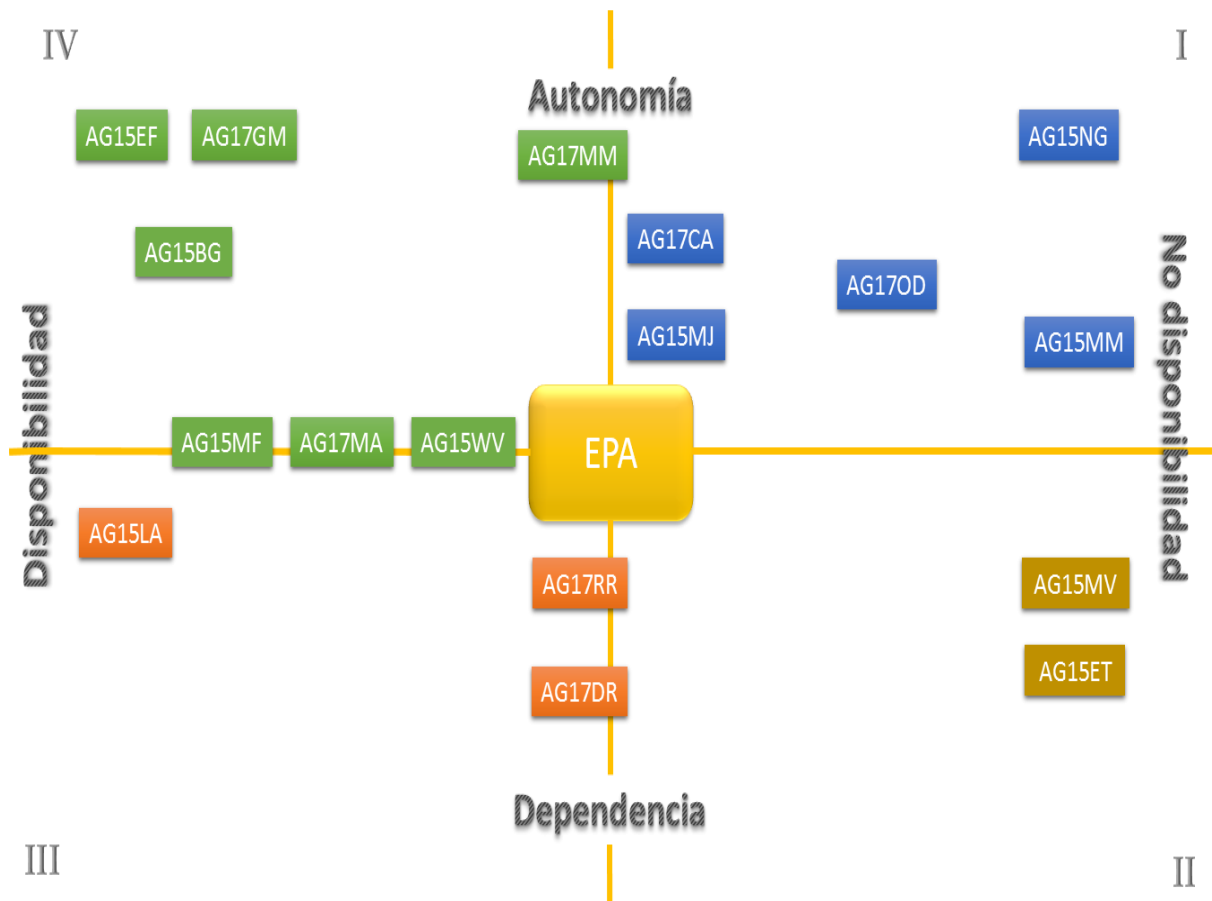 IV
I
Autonomía
AG15EF
AG17GM
AG15NG
AG17MM
AG17CA
AG15BG
AG17OD
AG15MJ
AG15MM
Disponibilidad
No disponibilidad
AG15MF
AG17MA
AG15WV
EPA
AG15LA
AG17RR
AG15MV
AG15ET
AG17DR
Dependencia
III
II